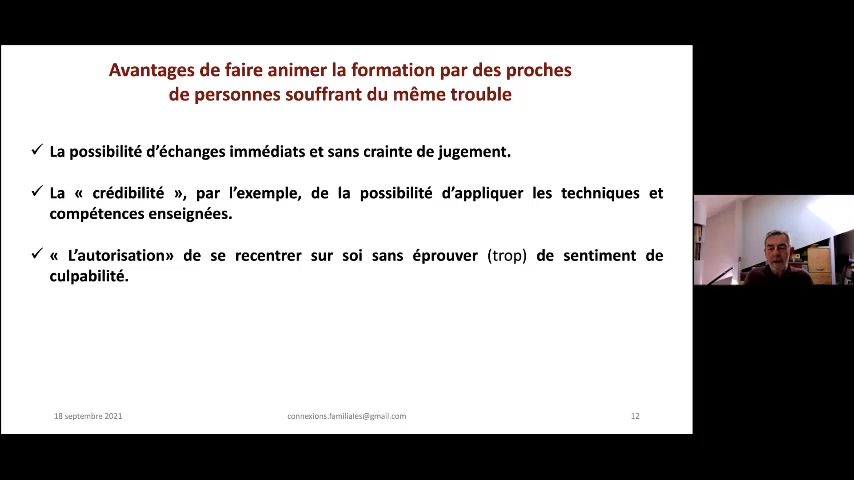 Avantages de faire animer la formation par des proches
de personnes souffrant du même trouble
✓ La possibilité d’échanges immédiats et sans crainte de jugement.
✓ La « crédibilité », par l’exemple, de la possibilité d’appliquer les techniques et
compétences enseignées.
✓ « L’autorisation» de se recentrer sur soi sans éprouver (trop) de sentiment de
culpabilité.
18 septembre 2021
connexions.familiales@gmail.com
12